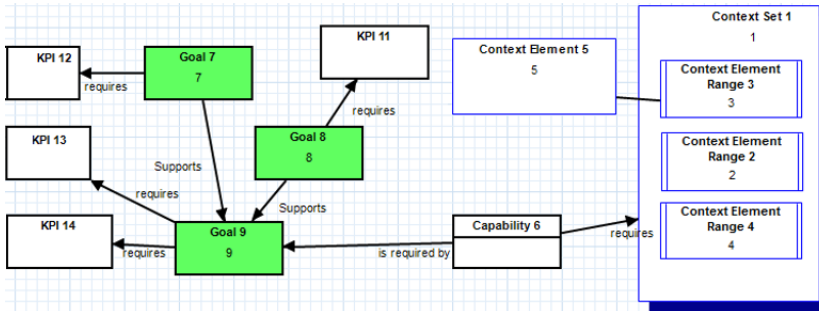 KPI 12
Goal 7
7
requires
KPI 11
requires
Context Element 5
5
Context Set 1
1
Context Element
Range 3
3
KPI 13
Goal 8
8
Supports
requires
Context Element
Range 2
2
Supports
KPI 14
Goal 9
9
requires
Capability 6
is required by
requires
Context Element
Range 4
4